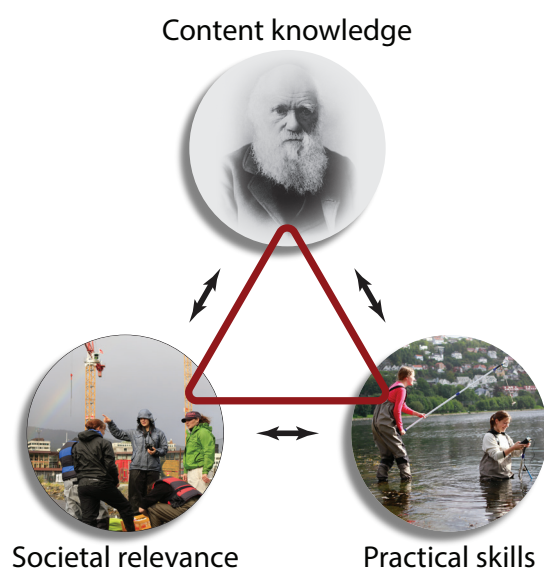 Content knowledge
Societal relevance
Practical skills